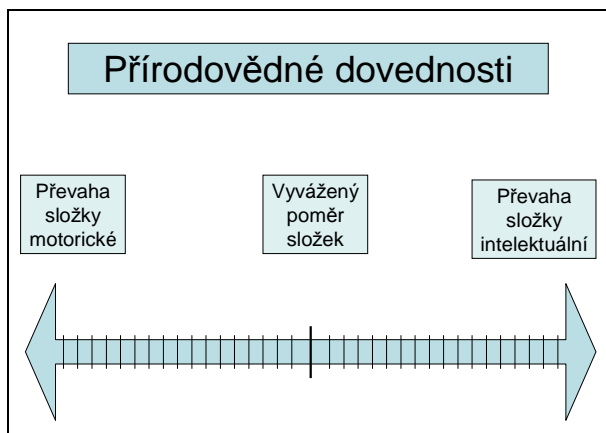 Přírodovědné dovednosti
Převaha
složky
motorické
Vyvážený
poměr
složek
Převaha
složky
intelektuální